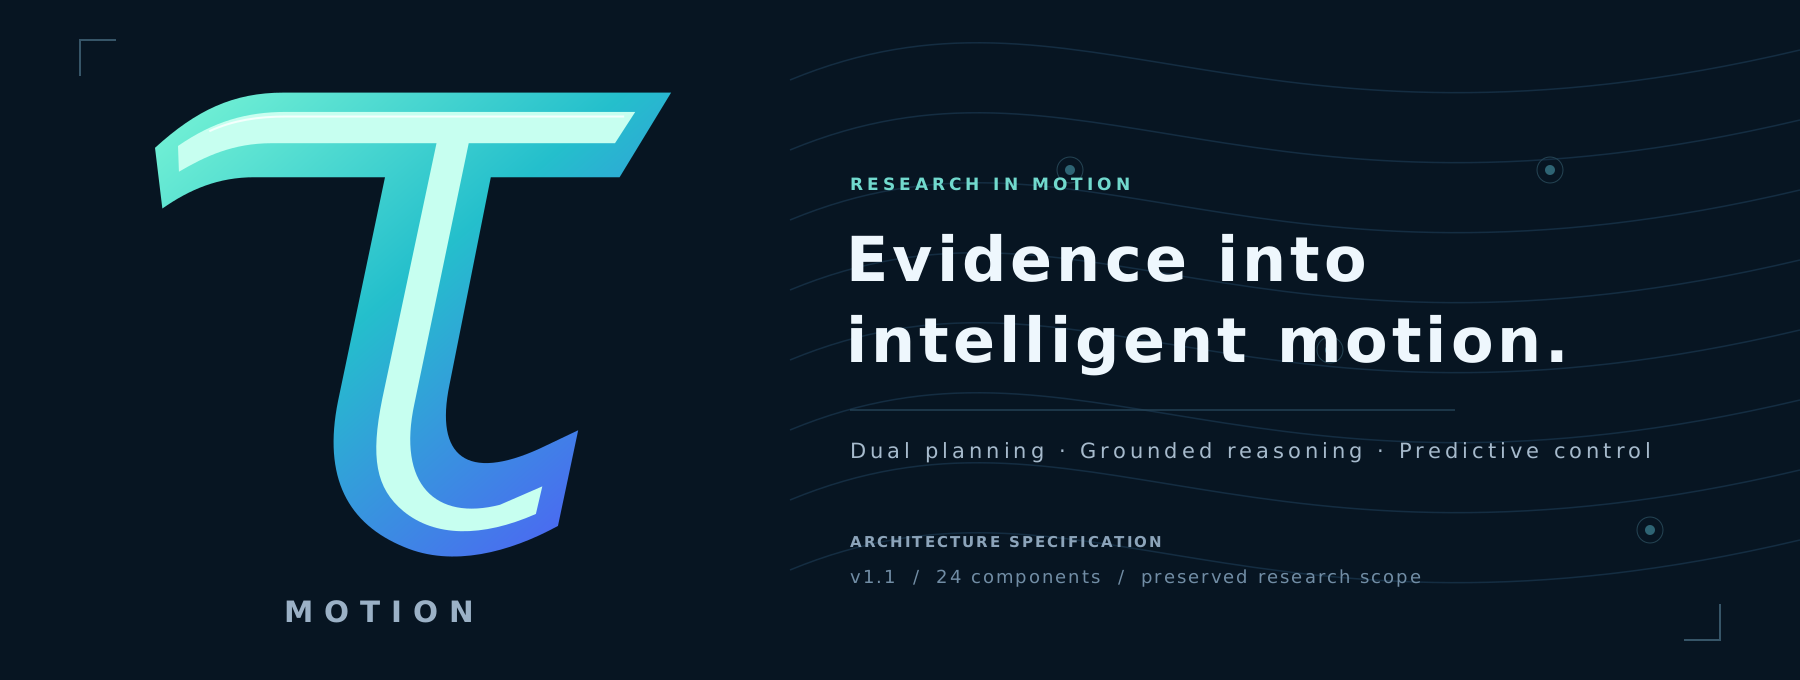 τ
MOTION
RESEARCH IN MOTION
Evidence into
intelligent motion.
Dual planning · Grounded reasoning · Predictive control
ARCHITECTURE SPECIFICATION
v1.1 / 24 components / preserved research scope